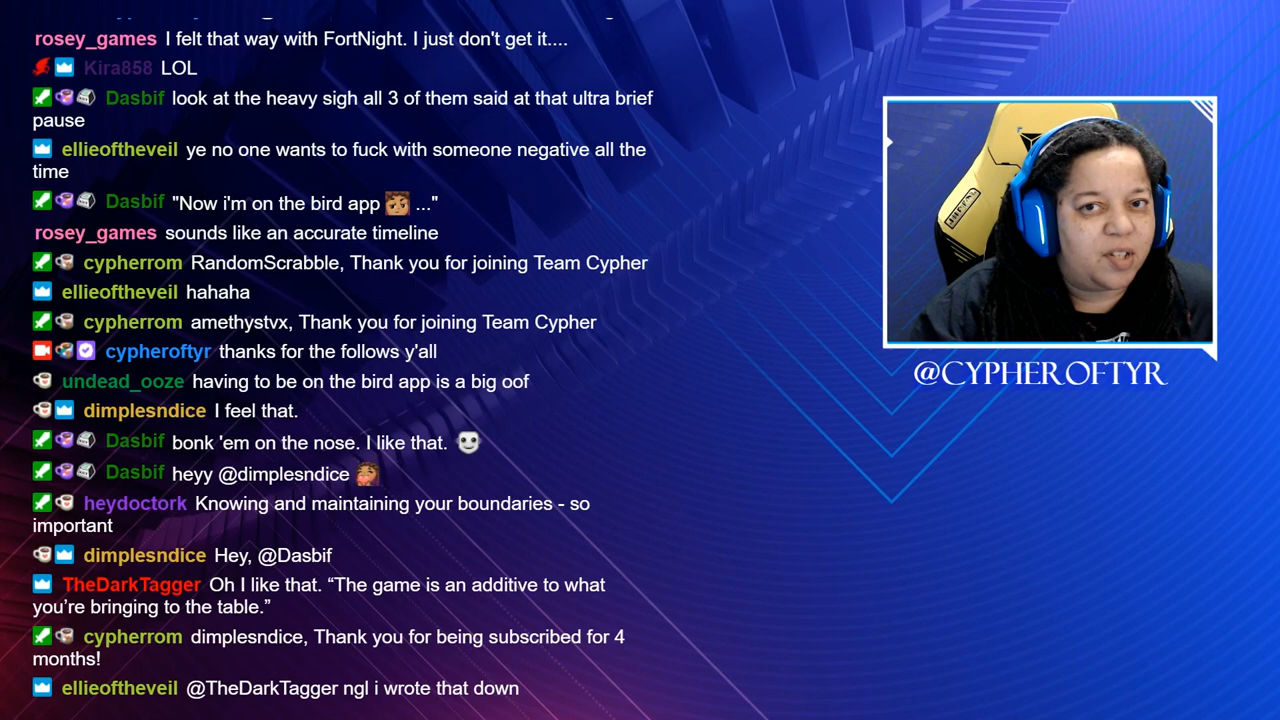 rosey_games I felt that way with FortNight. I just don't get it....
Kira858 LOL
Dasbif look at the heavy sigh all 3 of them said at that ultra brief
pause
ellieoftheveil ye no one wants to fuck with someone negative all the
time
Dasbif "Now i'm on the bird app ..."
rosey_games sounds like an accurate timeline
cypherrom RandomScrabble, Thank you for joining Team Cypher
ellieoftheveil hahaha
cypherrom amethystvx, Thank you for joining Team Cypher
cypheroftyr thanks for the follows y'all
undead_ooze having to be on the bird app is a big oof
dimplesndice I feel that.
Dasbif bonk 'em on the nose. I like that.
Dasbif heyy @dimplesndice
heydoctork Knowing and maintaining your boundaries - so
important
dimplesndice Hey, @Dasbif
TheDarkTagger Oh I like that. “The game is an additive to what
you’re bringing to the table.”
cypherrom dimplesndice, Thank you for being subscribed for 4
months!
ellieoftheveil @TheDarkTagger ngl i wrote that down
@CYPHEROFTYR